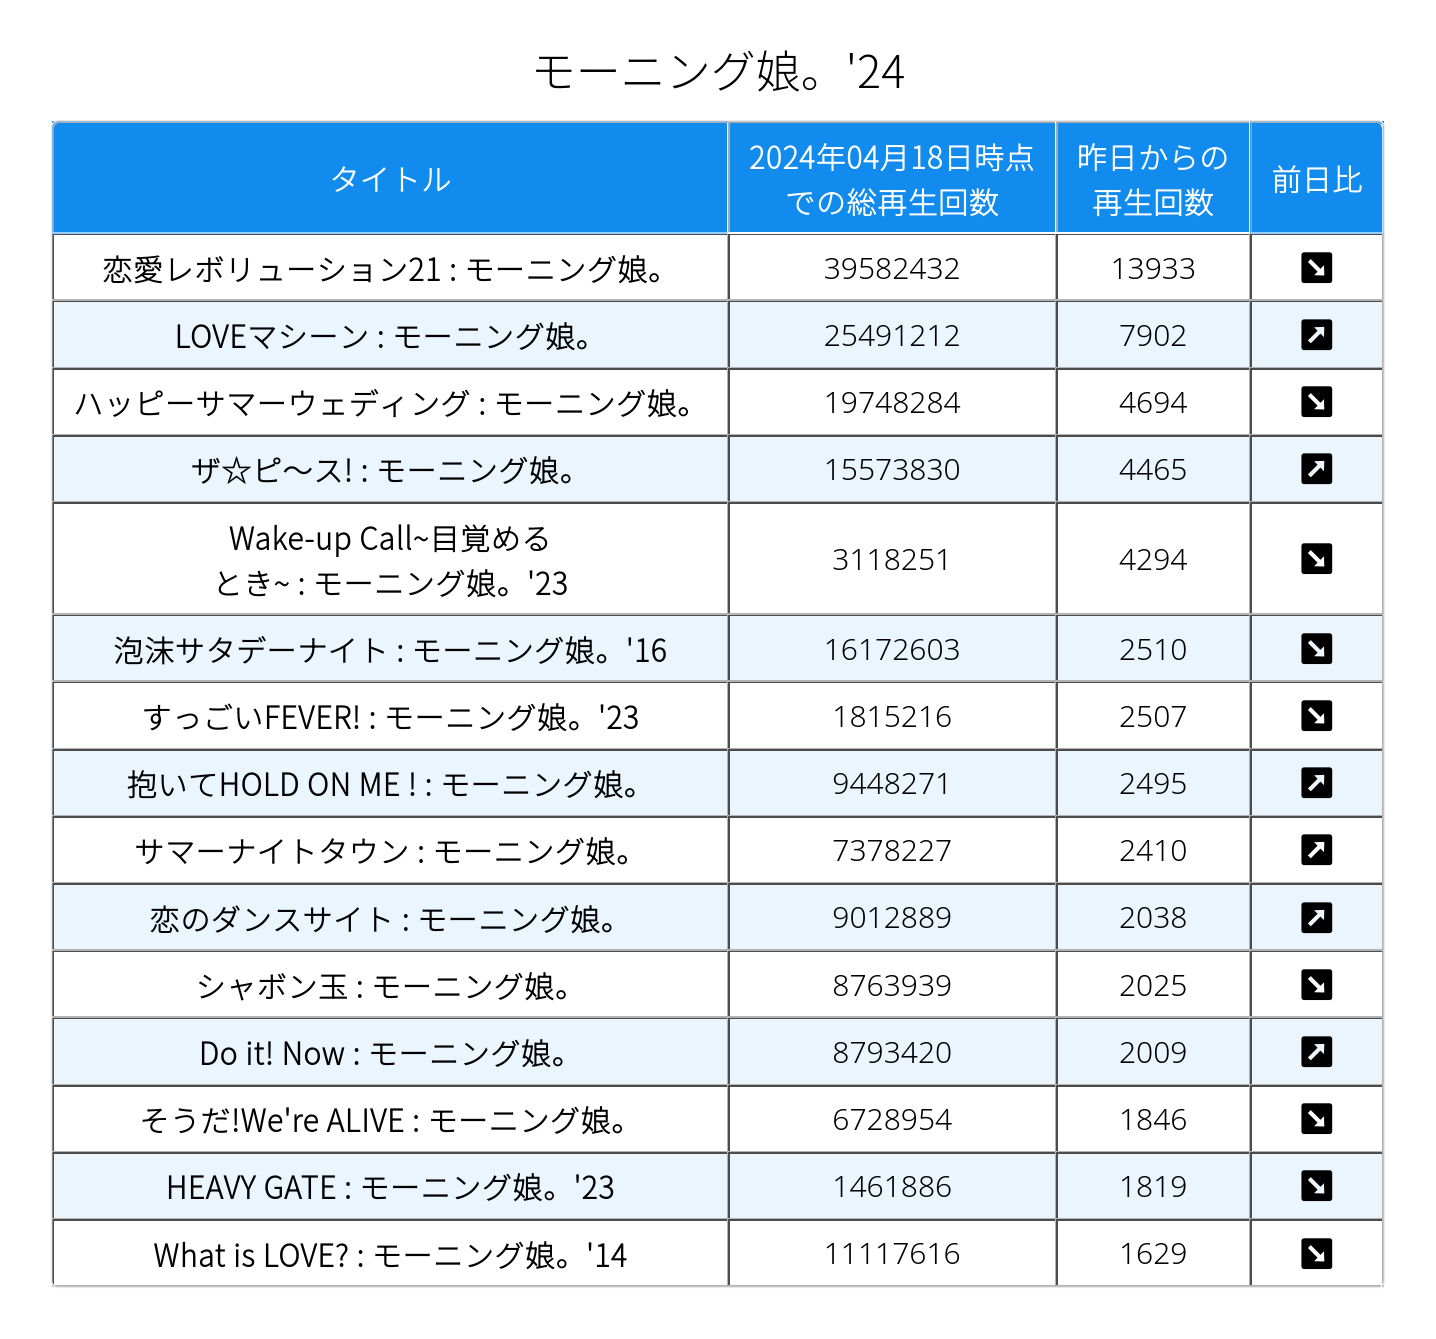 モーニング娘。'24
タイトル
2024年04月18日時点
での総再生回数
昨日からの
再生回数
前日比
恋愛レボリューション21 : モーニング娘。 39582432 13933 ↘
LOVEマシーン : モーニング娘。 25491212 7902 ↗
ハッピーサマーウェディング : モーニング娘。 19748284 4694 ↘
ザ☆ピ〜ス! : モーニング娘。 15573830 4465 ↗
Wake-up Call~目覚める
とき~ : モーニング娘。'23 3118251 4294 ↘
泡沫サタデーナイト : モーニング娘。'16 16172603 2510 ↘
すっごいFEVER! : モーニング娘。'23 1815216 2507 ↘
抱いてHOLD ON ME ! : モーニング娘。 9448271 2495 ↗
サマーナイトタウン : モーニング娘。 7378227 2410 ↗
恋のダンスサイト : モーニング娘。 9012889 2038 ↗
シャボン玉 : モーニング娘。 8763939 2025 ↘
Do it! Now : モーニング娘。 8793420 2009 ↗
そうだ!We're ALIVE : モーニング娘。 6728954 1846 ↘
HEAVY GATE : モーニング娘。'23 1461886 1819 ↘
What is LOVE? : モーニング娘。'14 11117616 1629 ↘